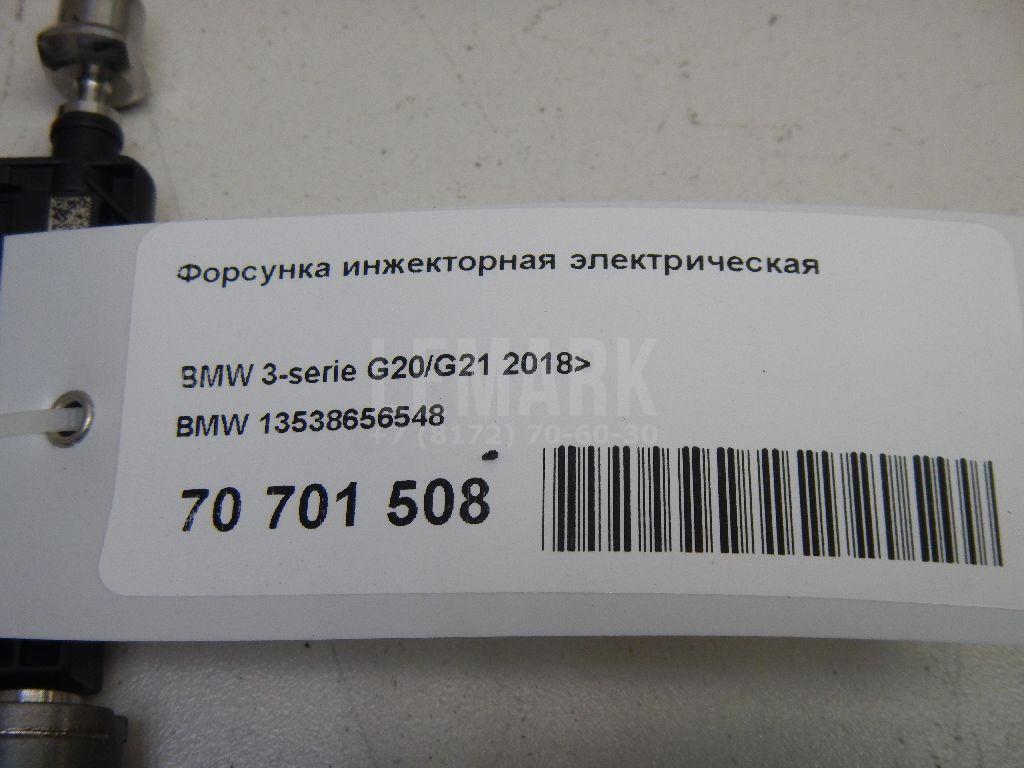 Форсунка инжекторная электрическая
BMW 3-serie G20/G21 2018>
LEMARK
BMW 13538656548
+7 (8172) 70-60-30
70 701 508